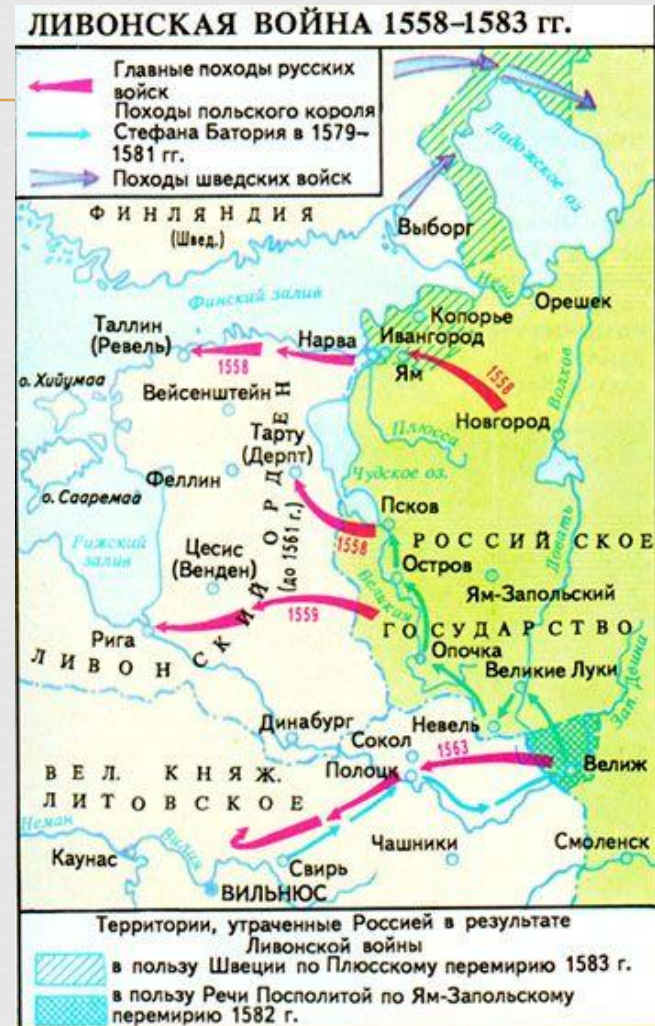 ЛИВОНСКАЯ ВОЙНА 1558–1583 гг.
Главные походы русских
войск
Походы польского короля
Стефана Батория в 1579–
1581 гг.
Походы шведских войск
Ладожское оз.
ФИНЛЯНДИЯ
(Швед.)
Выборг
Нева
Орешек
Финский залив
Копорье
Таллин
(Ревель)
Нарва
Ивангород
Ям
1558
1558
о. Хийумаа
Вейсенштейн
Новгород
Волхов
Плюсса
Тарту
(Дерпт)
Чудское оз.
Феллин
о. Сааремаа
Псков
1558
РОССИЙСКОЕ
Ловать
Рижский
залив
Цесис
(Венден)
Остров
Ям-Запольский
Великая
1559
ГОСУДАРСТВО
Рига
ЛИВОНСКИЙ ОРДЕН
(до 1561 г.)
Опочка
Великие Луки
Зап. Двина
Динабург
Невель
Сокол
1563
Полоцк
Велиж
ВЕЛ. КНЯЖ.
ЛИТОВСКОЕ
Неман
Вилия
Каунас
Чашники
Смоленск
Свирь
ВИЛЬНЮС
Территории, утраченные Россией в результате
Ливонской войны
в пользу Швеции по Плюсскому перемирию 1583 г.
в пользу Речи Посполитой по Ям-Запольскому
перемирию 1582 г.